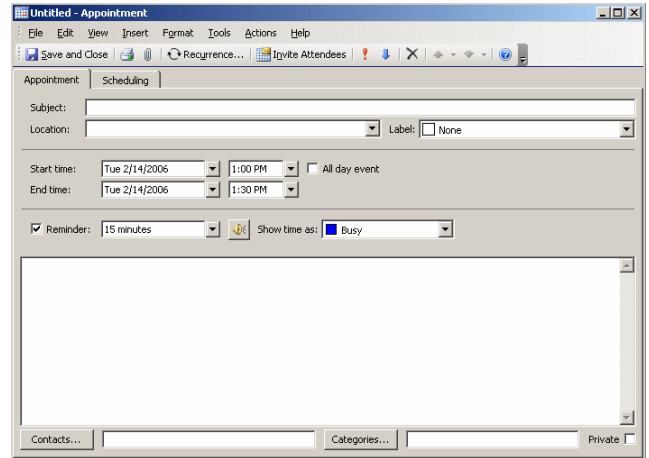 Untitled - Appointment
File Edit View Insert Format Tools Actions Help
Save and Close Recurrence... Invite Attendees
Appointment Scheduling
Subject:
Location: Label: None
Start time: Tue 2/14/2006 1:00 PM All day event
End time: Tue 2/14/2006 1:30 PM
Reminder: 15 minutes Show time as: Busy
Contacts... Categories... Private